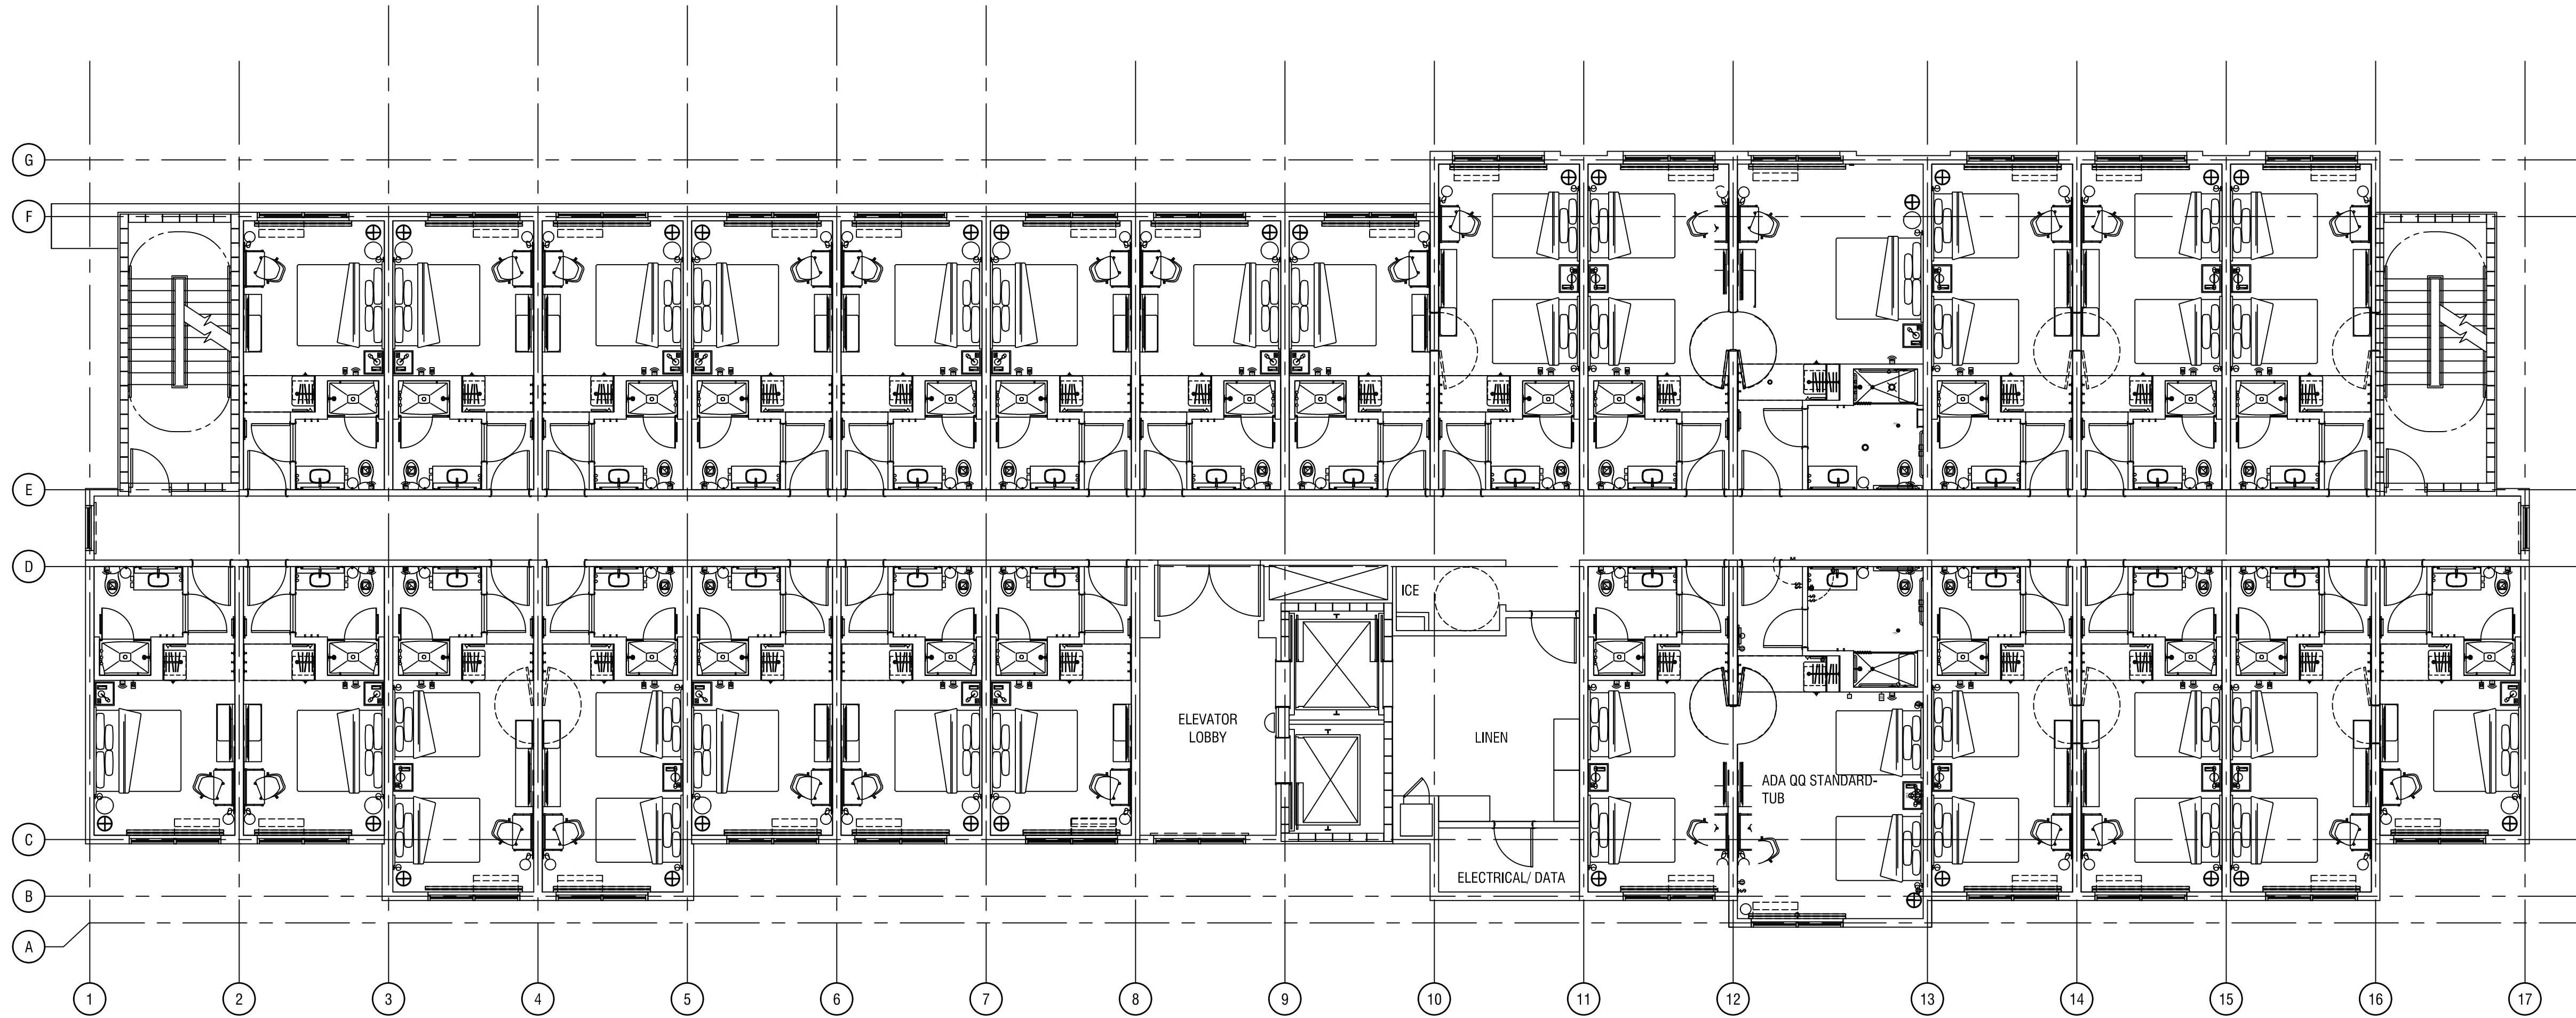 G
F
E
D
ICE
ELEVATOR
LOBBY
LINEN
ADA QQ STANDARD-
TUB
C
ELECTRICAL/ DATA
B
A
1 2 3 4 5 6 7 8 9 10 11 12 13 14 15 16 17